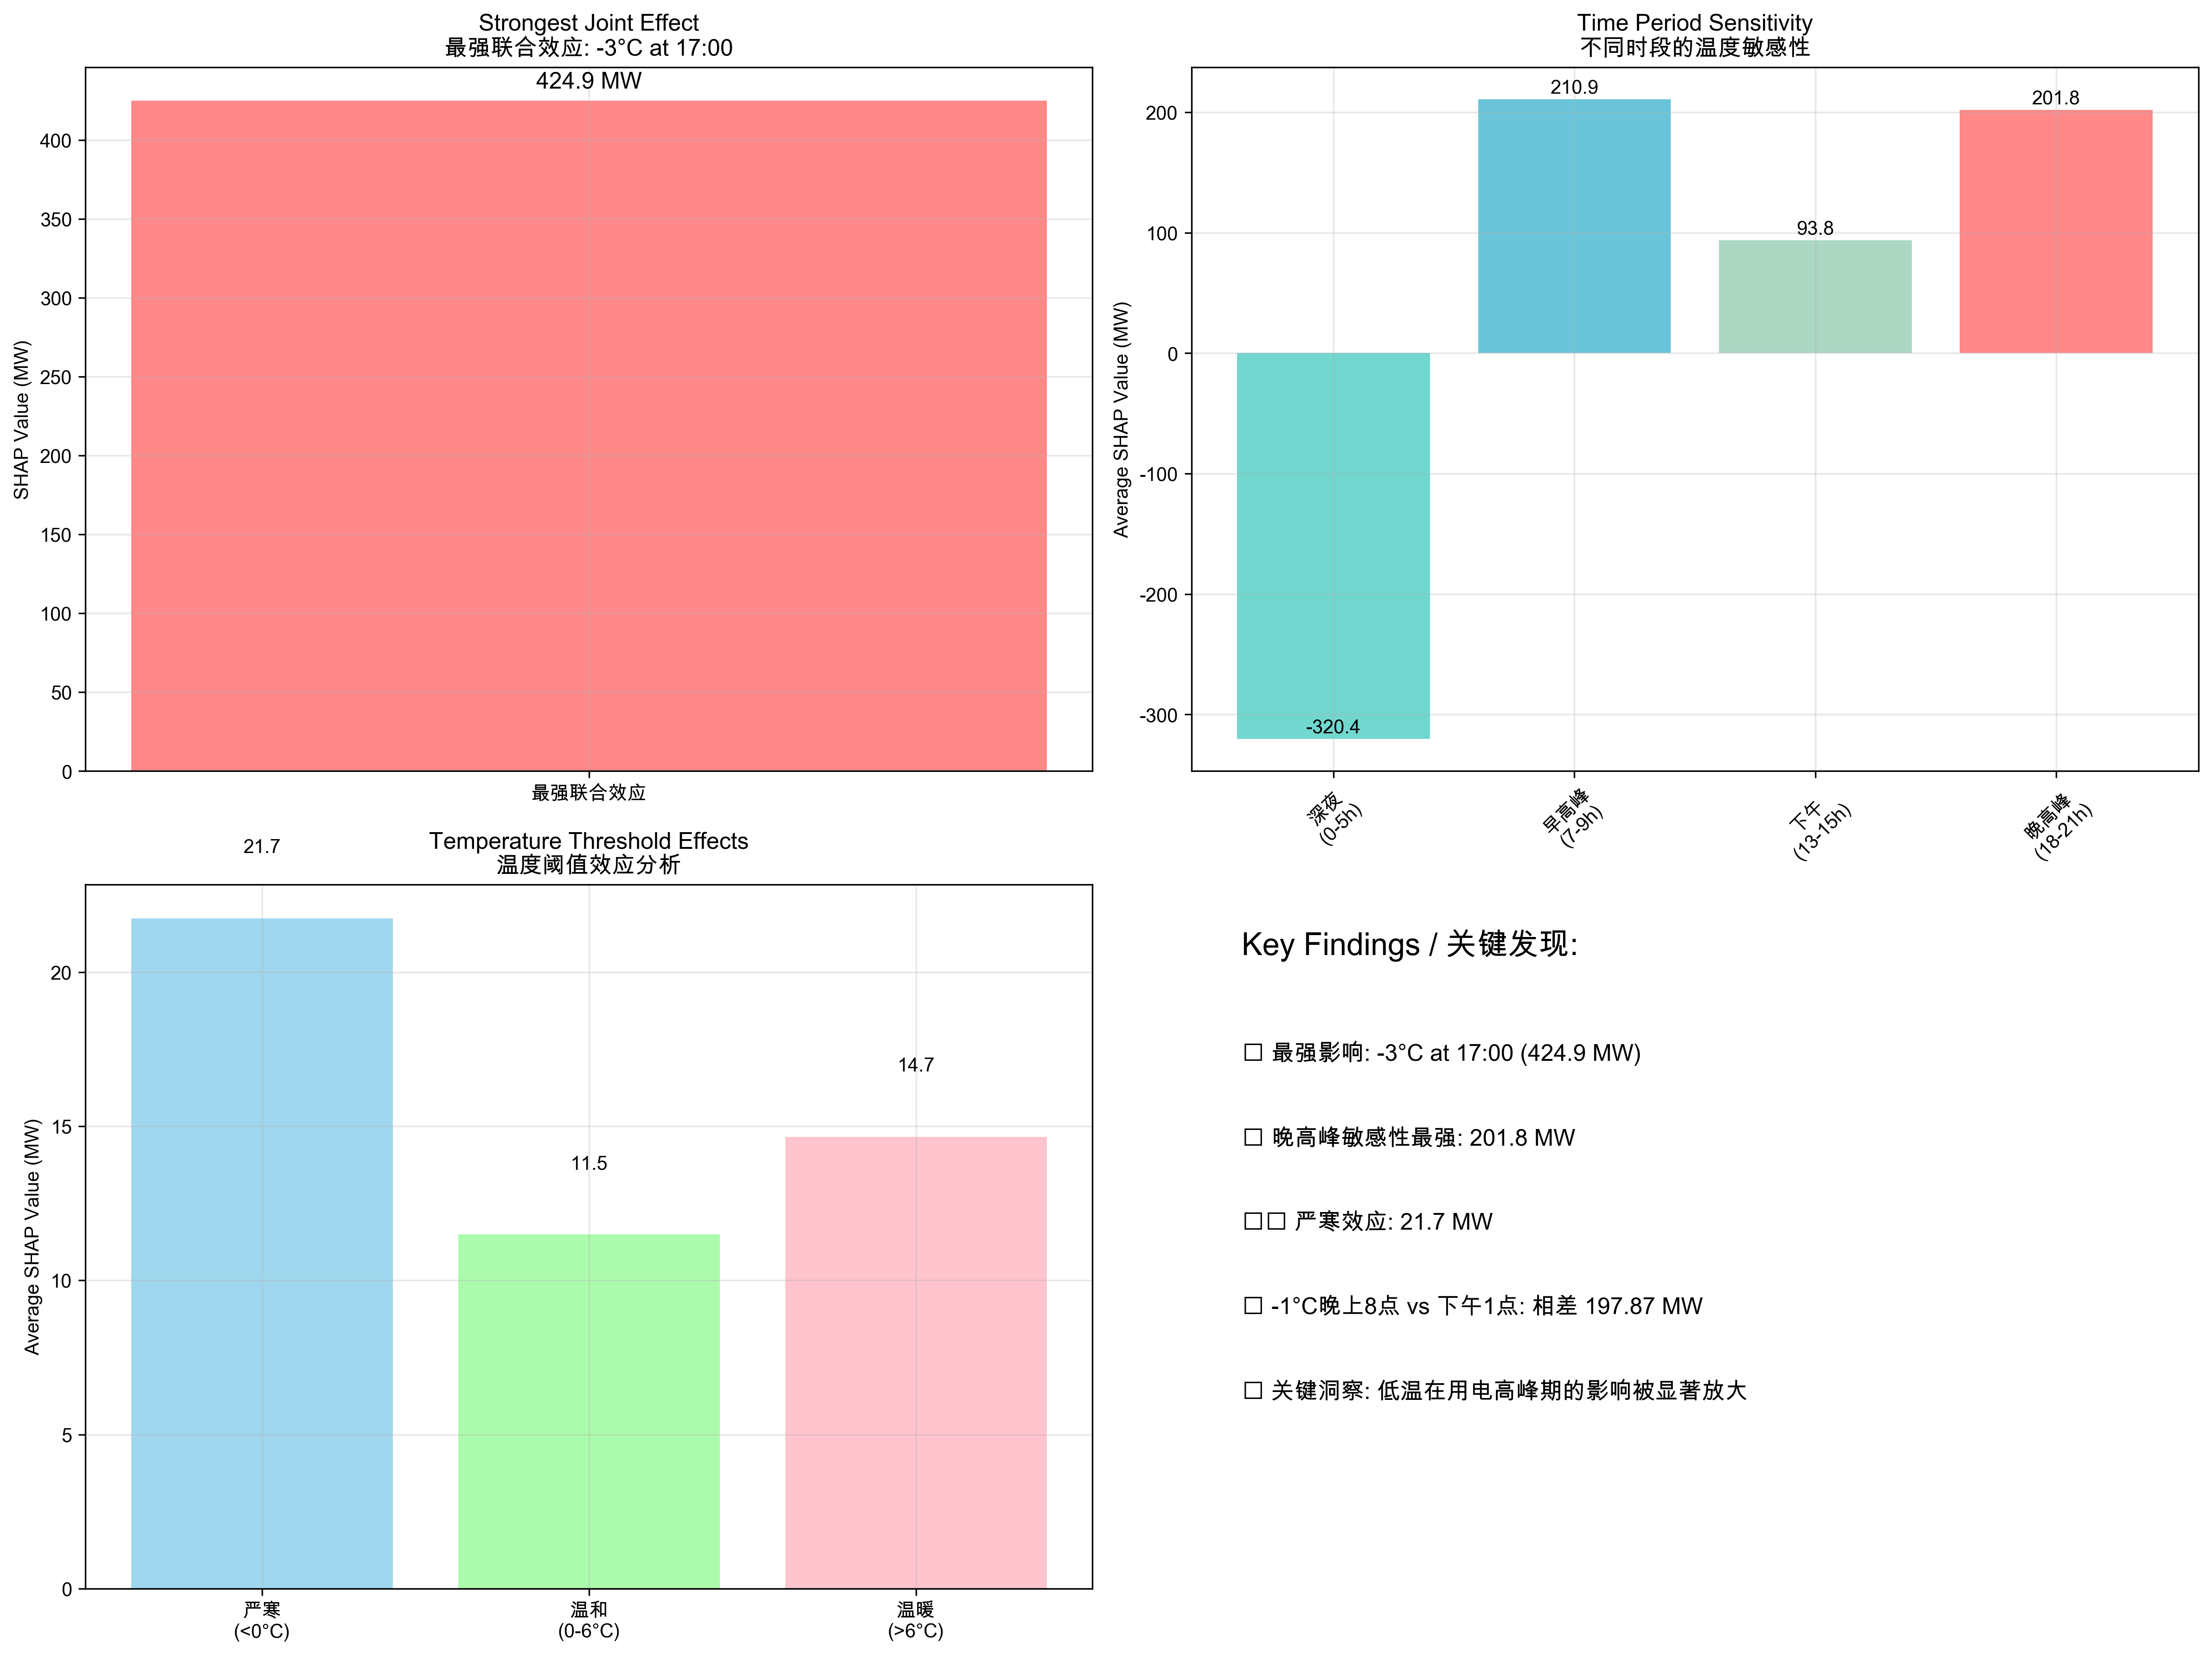 Strongest Joint Effect
最强联合效应: -3°C at 17:00
424.9 MW
SHAP Value (MW)
400
350
300
250
200
150
100
50
0
最强联合效应
Time Period Sensitivity
不同时段的温度敏感性
Average SHAP Value (MW)
200
100
0
-100
-200
-300
-320.4
210.9
93.8
201.8
深夜
(0-5h)
早高峰
(7-9h)
下午
(13-15h)
晚高峰
(18-21h)
Temperature Threshold Effects
温度阈值效应分析
Average SHAP Value (MW)
20
15
10
5
0
21.7
11.5
14.7
严寒
(<0°C)
温和
(0-6°C)
温暖
(>6°C)
Key Findings / 关键发现:
□ 最强影响: -3°C at 17:00 (424.9 MW)
□ 晚高峰敏感性最强: 201.8 MW
□□ 严寒效应: 21.7 MW
□ -1°C晚上8点 vs 下午1点: 相差 197.87 MW
□ 关键洞察: 低温在用电高峰期的影响被显著放大